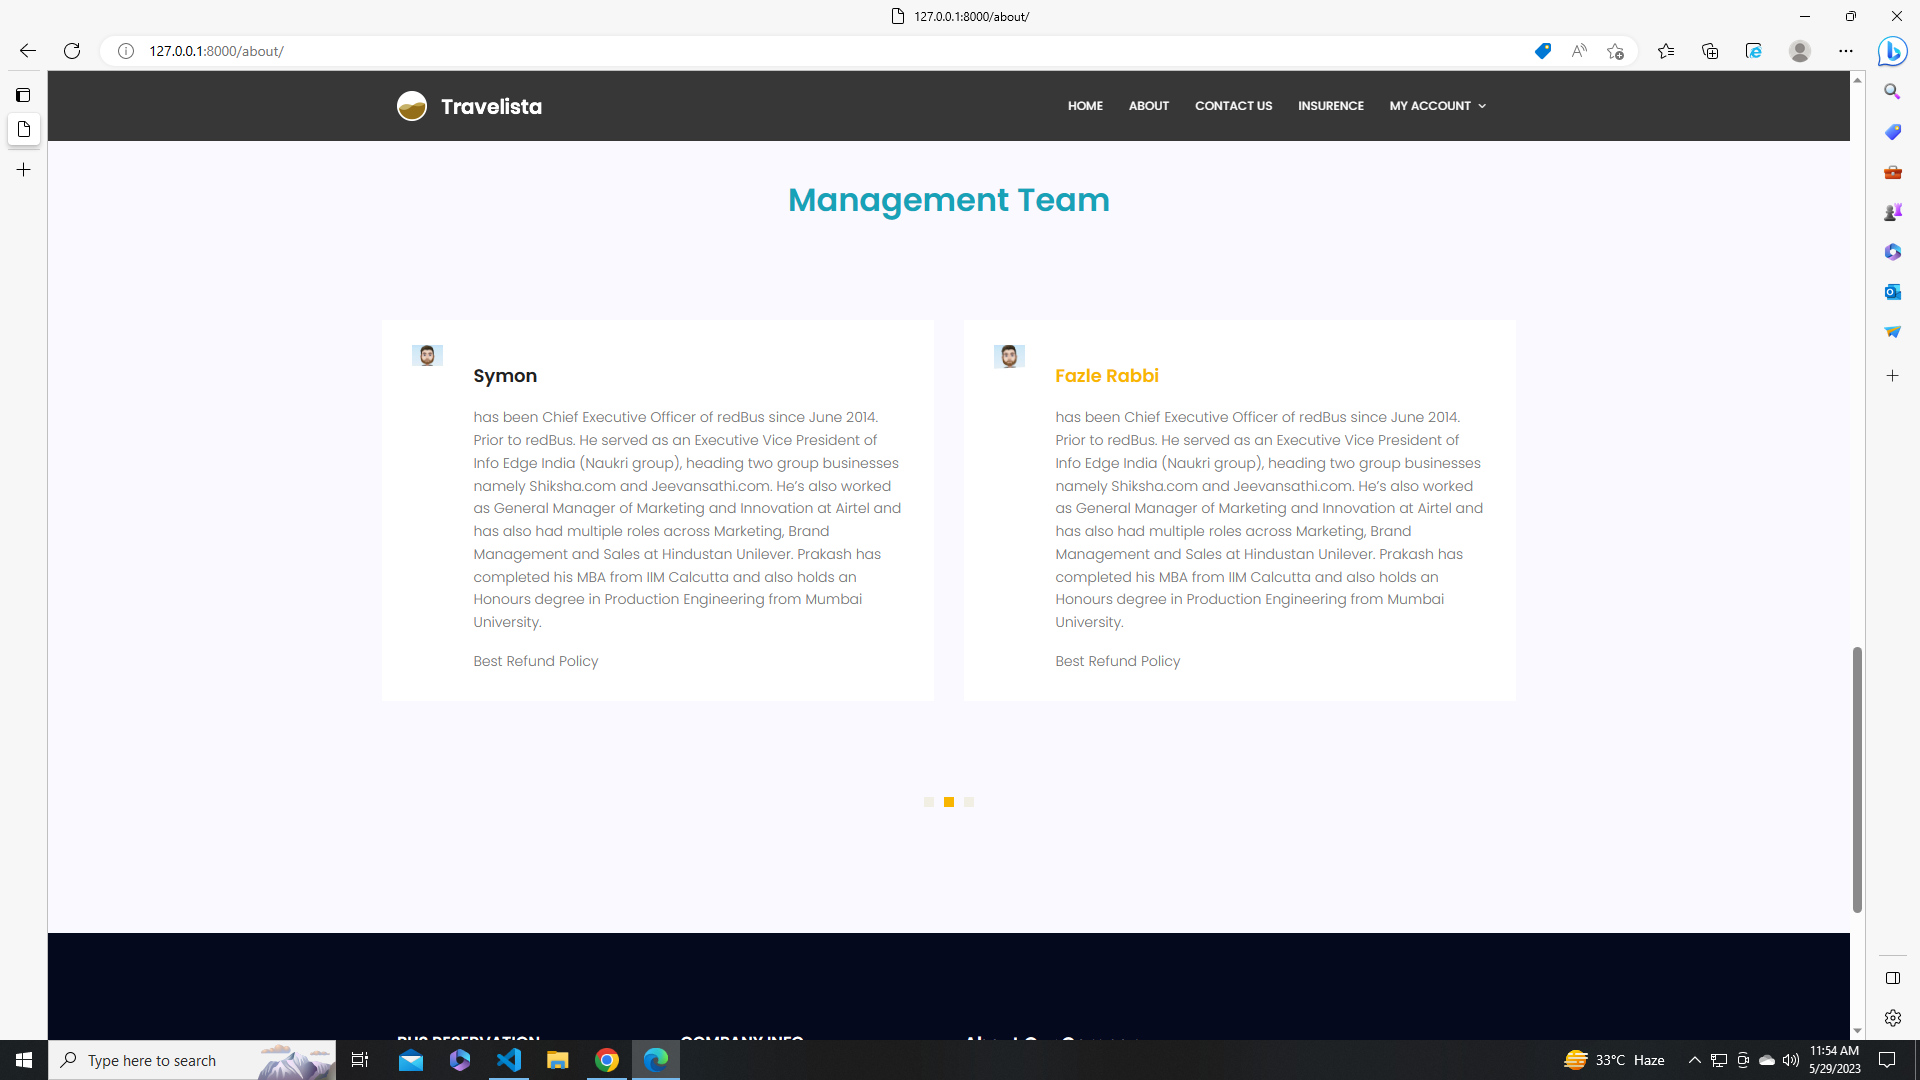 127.0.0.1:8000/about/
127.0.0.1:8000/about/
Travelista
HOME ABOUT CONTACT US INSURENCE MY ACCOUNT
Management Team
Symon
has been Chief Executive Officer of redBus since June 2014.
Prior to redBus. He served as an Executive Vice President of
Info Edge India (Naukri group), heading two group businesses
namely Shiksha.com and Jeevansathi.com. He's also worked
as General Manager of Marketing and Innovation at Airtel and
has also had multiple roles across Marketing, Brand
Management and Sales at Hindustan Unilever. Prakash has
completed his MBA from IIM Calcutta and also holds an
Honours degree in Production Engineering from Mumbai
University.
Best Refund Policy
Fazle Rabbi
has been Chief Executive Officer of redBus since June 2014.
Prior to redBus. He served as an Executive Vice President of
Info Edge India (Naukri group), heading two group businesses
namely Shiksha.com and Jeevansathi.com. He's also worked
as General Manager of Marketing and Innovation at Airtel and
has also had multiple roles across Marketing, Brand
Management and Sales at Hindustan Unilever. Prakash has
completed his MBA from IIM Calcutta and also holds an
Honours degree in Production Engineering from Mumbai
University.
Best Refund Policy
BUS RESERVATION COMPANY INFO About Our
Type here to search
33°C Haze
11:54 AM
5/29/2023